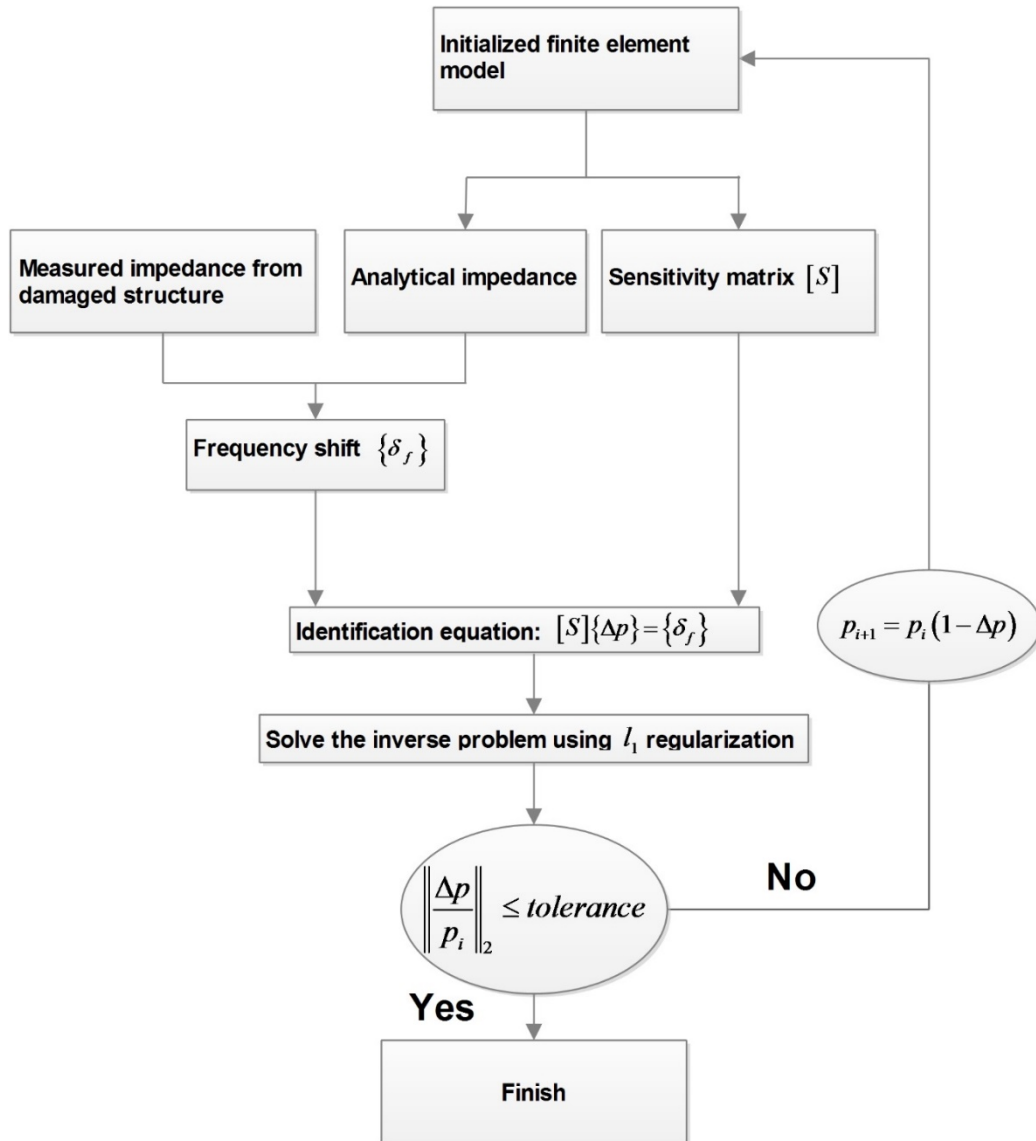 Initialized finite element
model
Measured impedance from
damaged structure
Analytical impedance
Sensitivity matrix [S]
Frequency shift {δ_f}
Identification equation: [S]{Δp}={δ_f}
p_{i+1} = p_i (1−Δp)
Solve the inverse problem using l_1 regularization
‖Δp/p_i‖_2 ≤ tolerance
No
Yes
Finish